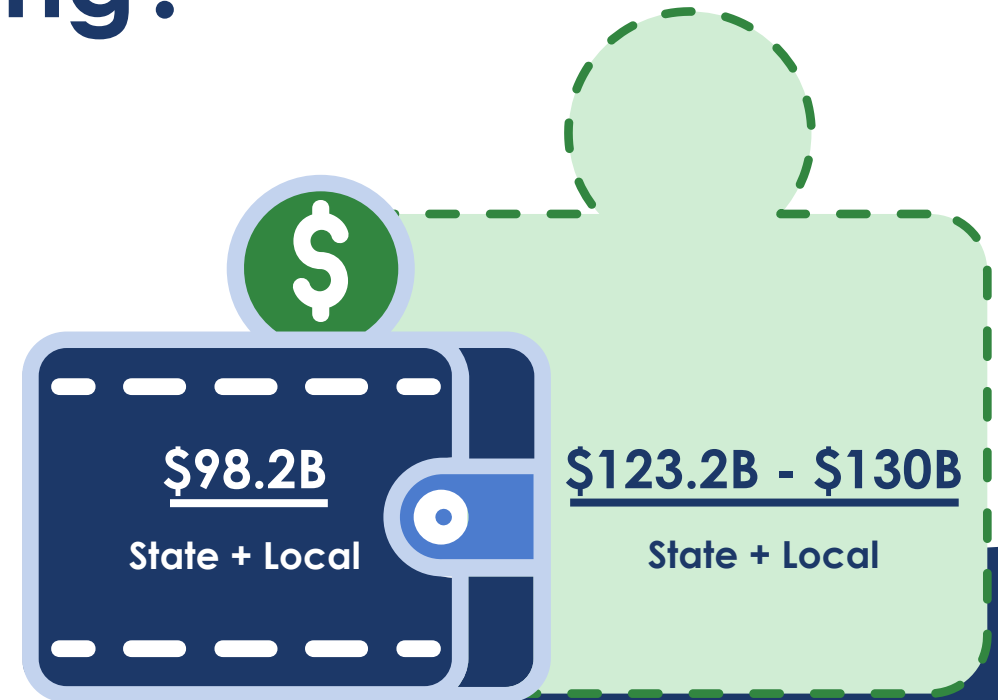 $
$98.2B
State + Local
$123.2B - $130B
State + Local